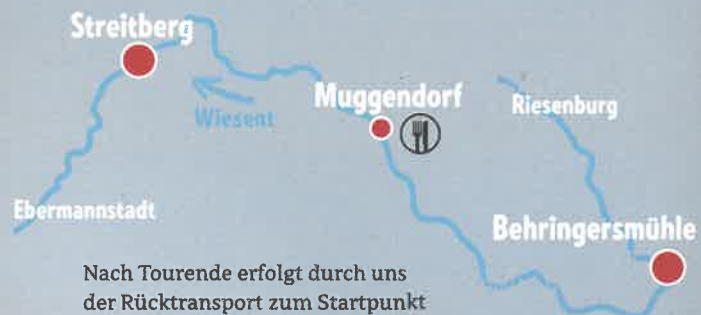 Streitberg
Wiesent
Muggendorf
Riesenburg
Ebermannstadt
Behringersmühle
Nach Tourende erfolgt durch uns
der Rücktransport zum Startpunkt